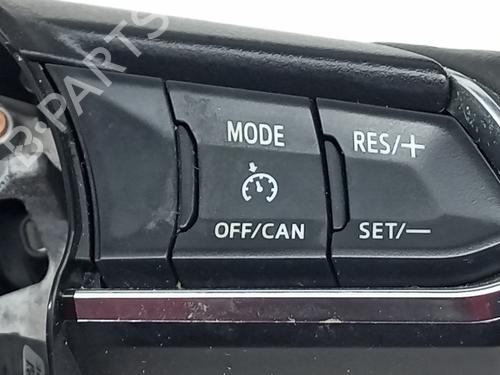 MODE
RES/+
OFF/CAN
SET/—
B-PARTS